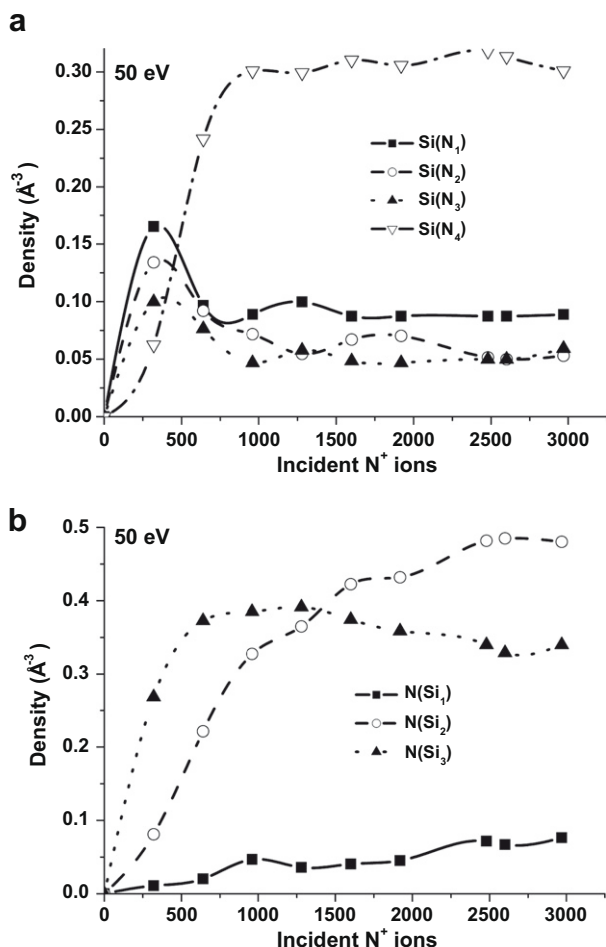 a
50 eV
0.30
0.25
0.20
0.15
0.10
0.05
0.00
Density (Å⁻³)
Si(N₁)
Si(N₂)
Si(N₃)
Si(N₄)
0 500 1000 1500 2000 2500 3000
Incident N⁺ ions
b
50 eV
0.5
0.4
0.3
0.2
0.1
0.0
Density (Å⁻³)
N(Si₁)
N(Si₂)
N(Si₃)
0 500 1000 1500 2000 2500 3000
Incident N⁺ ions